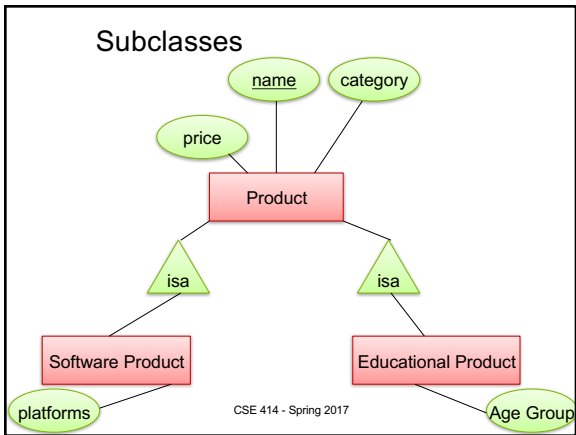 Subclasses
name
category
price
Product
isa
isa
Software Product
Educational Product
platforms
CSE 414 - Spring 2017
Age Group